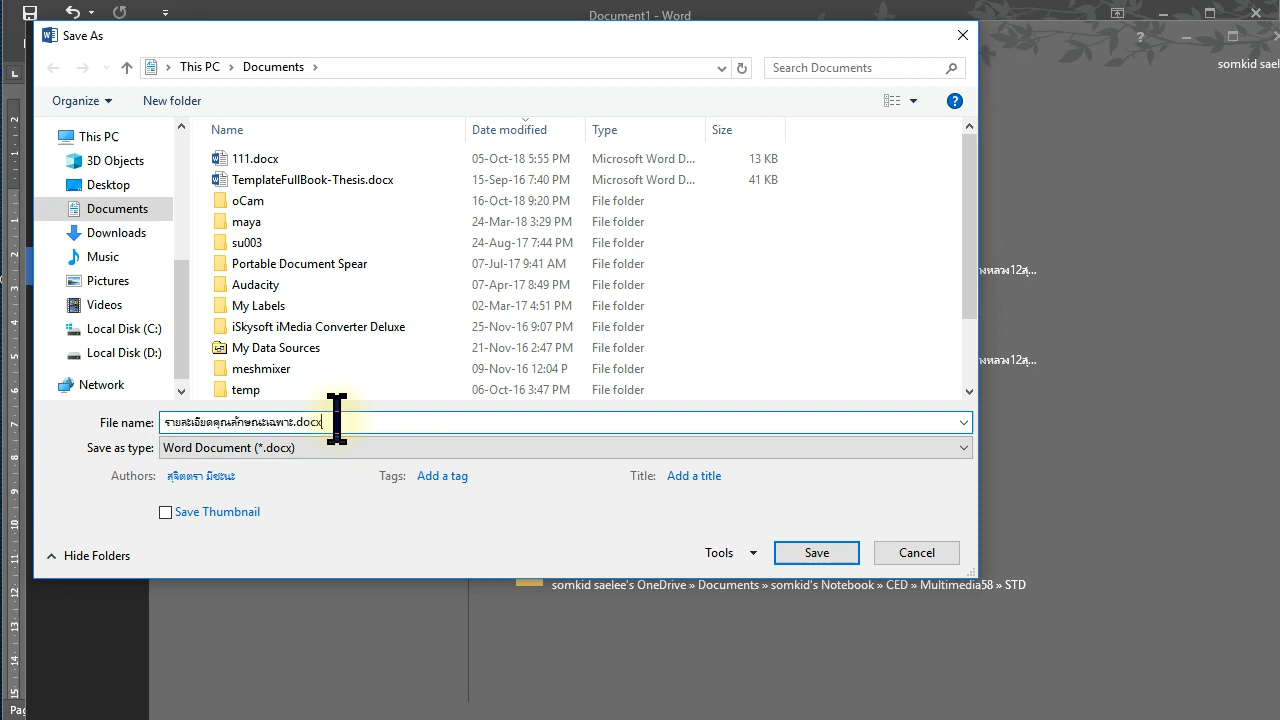 Document1 - Word
Save As
?
somkid sael
This PC > Documents >
Search Documents
Organize
New folder
?
Name
Date modified
Type
Size
This PC
3D Objects
Desktop
Documents
Downloads
Music
Pictures
Videos
Local Disk (C:)
Local Disk (D:)
Network
111.docx
05-Oct-18 5:55 PM
Microsoft Word D...
13 KB
TemplateFullBook-Thesis.docx
15-Sep-16 7:40 PM
Microsoft Word D...
41 KB
oCam
16-Oct-18 9:20 PM
File folder
maya
24-Mar-18 3:29 PM
File folder
su003
24-Aug-17 7:44 PM
File folder
Portable Document Spear
07-Jul-17 9:41 AM
File folder
Audacity
07-Apr-17 8:49 PM
File folder
My Labels
02-Mar-17 4:51 PM
File folder
iSkysoft iMedia Converter Deluxe
25-Nov-16 9:07 PM
File folder
My Data Sources
21-Nov-16 2:47 PM
File folder
meshmixer
09-Nov-16 12:04 P
File folder
temp
06-Oct-16 3:47 PM
File folder
File name:
รายละเอียดคุณลักษณะเฉพาะ.docx
Save as type:
Word Document (*.docx)
Authors:
สุจิตตรา มีชะนะ
Tags:
Add a tag
Title:
Add a title
Save Thumbnail
Hide Folders
Tools
Save
Cancel
somkid saelee's OneDrive » Documents » somkid's Notebook » CED » Multimedia58 » STD